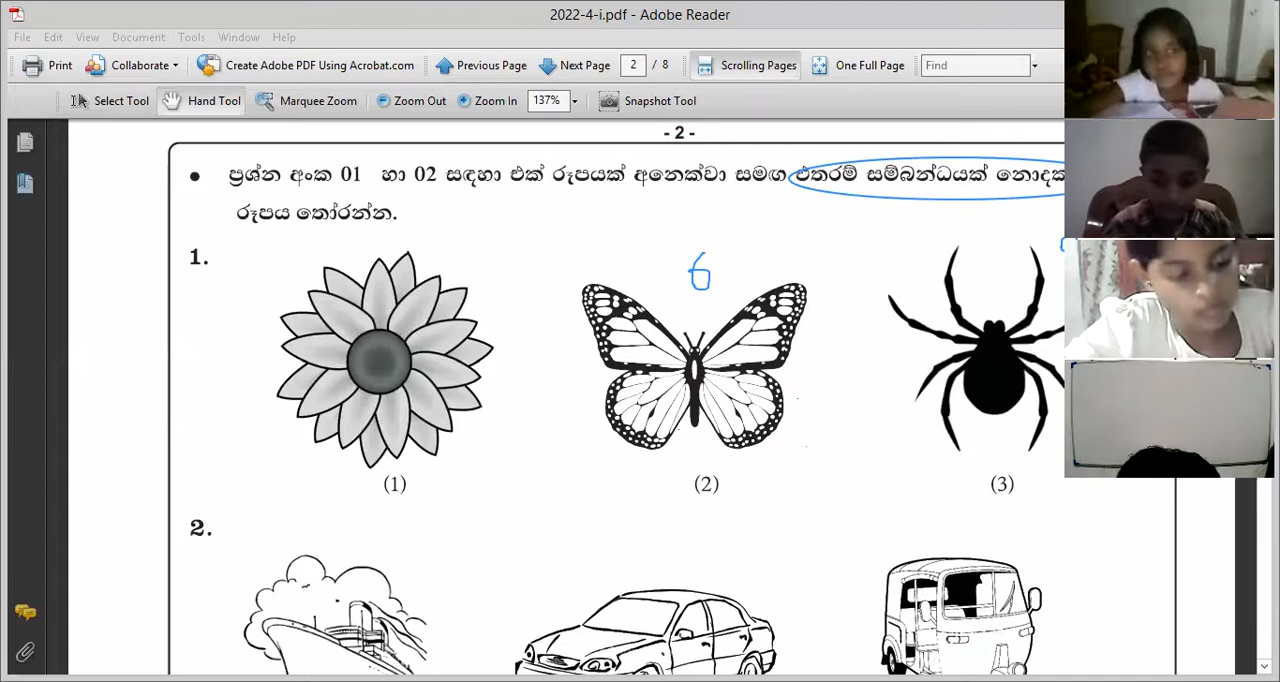 2022-4-i.pdf - Adobe Reader
File Edit View Document Tools Window Help
Print Collaborate Create Adobe PDF Using Acrobat.com Previous Page Next Page 2 / 8 Scrolling Pages One Full Page Find
Select Tool Hand Tool Marquee Zoom Zoom Out Zoom In 137% Snapshot Tool
- 2 -
• ප්‍රශ්න අංක 01 හා 02 සඳහා එක් රූපයක් අනෙක්වා සමඟ එතරම් සම්බන්ධයක් නොදක
රූපය තෝරන්න.
1.
6
(1) (2) (3)
2.